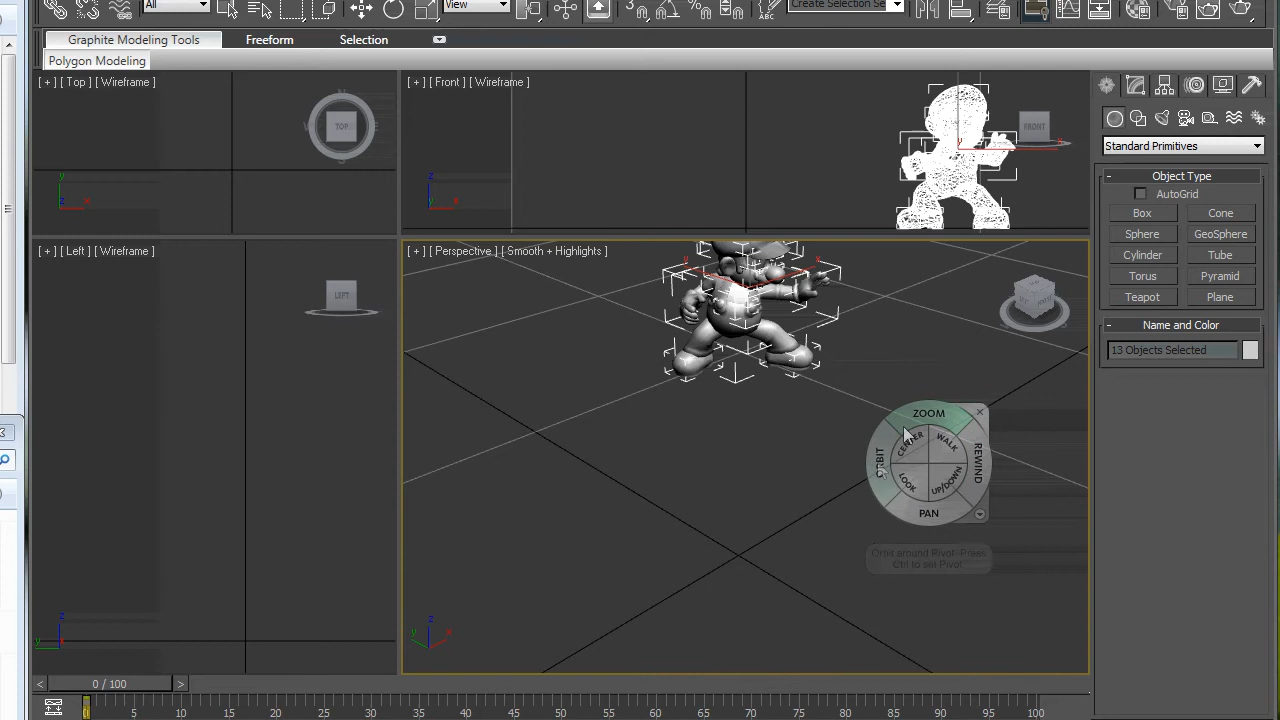 All
View
Create Selection Se
Graphite Modeling Tools
Freeform
Selection
Polygon Modeling
[ + ] [ Top ] [ Wireframe ]
N
TOP
S
y
z
x
[ + ] [ Front ] [ Wireframe ]
FRONT
z
y
x
y
x
[ + ] [ Left ] [ Wireframe ]
LEFT
z
y
x
[ + ] [ Perspective ] [ Smooth + Highlights ]
y
x
ZOOM
CENTER
WALK
ORBIT
REWIND
LOOK
UP/DOWN
PAN
Orbit around Pivot. Press
Ctrl to set Pivot
z
y
x
Standard Primitives
- Object Type
AutoGrid
Box
Cone
Sphere
GeoSphere
Cylinder
Tube
Torus
Pyramid
Teapot
Plane
- Name and Color
13 Objects Selected
< 0 / 100 >
5 10 15 20 25 30 35 40 45 50 55 60 65 70 75 80 85 90 95 100